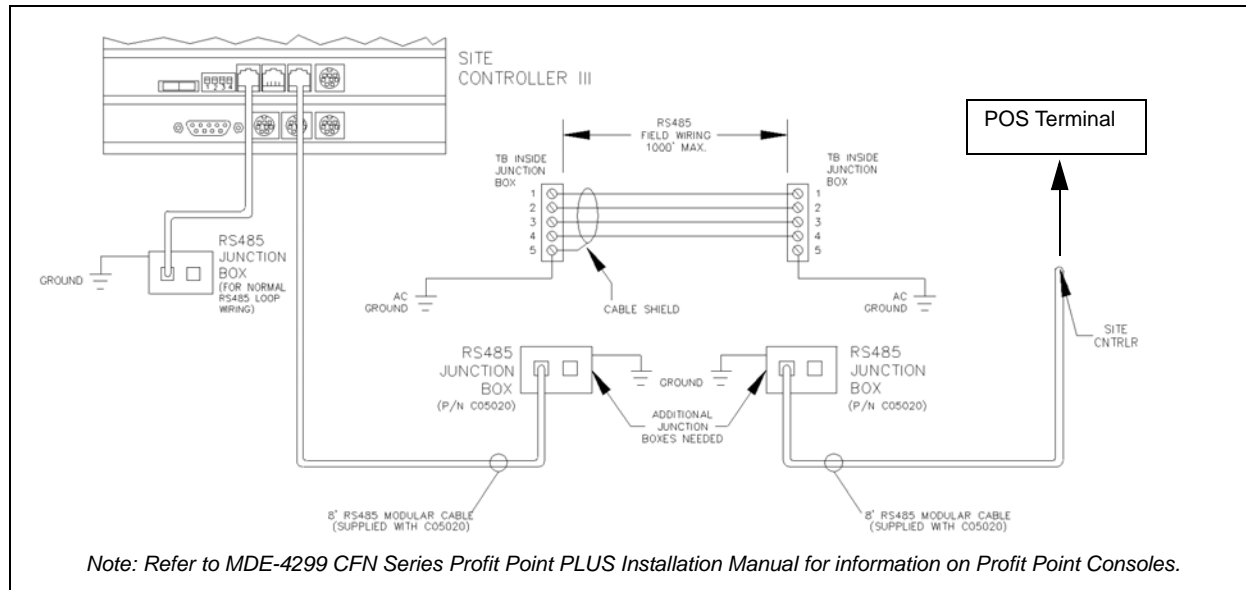 SITE
CONTROLLER III
1 2 3 4
RS485
FIELD WIRING
1000' MAX.
POS Terminal
TB INSIDE
JUNCTION
BOX
1
2
3
4
5
TB INSIDE
JUNCTION
BOX
1
2
3
4
5
RS485
JUNCTION
BOX
(FOR NORMAL
RS485 LOOP
WIRING)
GROUND
AC
GROUND
CABLE SHIELD
AC
GROUND
SITE
CNTRLR
RS485
JUNCTION
BOX
(P/N C05020)
GROUND
RS485
JUNCTION
BOX
(P/N C05020)
ADDITIONAL
JUNCTION
BOXES NEEDED
8' RS485 MODULAR CABLE
(SUPPLIED WITH C05020)
8' RS485 MODULAR CABLE
(SUPPLIED WITH C05020)
Note: Refer to MDE-4299 CFN Series Profit Point PLUS Installation Manual for information on Profit Point Consoles.